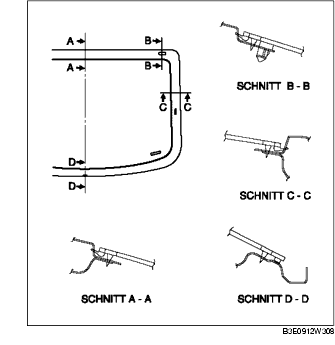 A A
B B
C C
D D
SCHNITT B - B
SCHNITT C - C
SCHNITT A - A
SCHNITT D - D
B3E0912W308